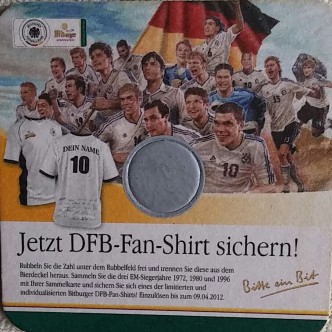 Bitburger
DEIN NAME
10
10
Jetzt DFB-Fan-Shirt sichern!
Rubbeln Sie die Zahl unter dem Rubbelfeld frei und trennen Sie diese aus dem
Bierdeckel heraus. Sammeln Sie die drei EM-Siegerjahre 1972, 1980 und 1996
mit Ihrer Sammelkarte und sichern Sie sich eines der limitierten und
individualisierten Bitburger DFB-Fan-Shirts! Einzulösen bis zum 09.04.2012.
Bitte ein Bit